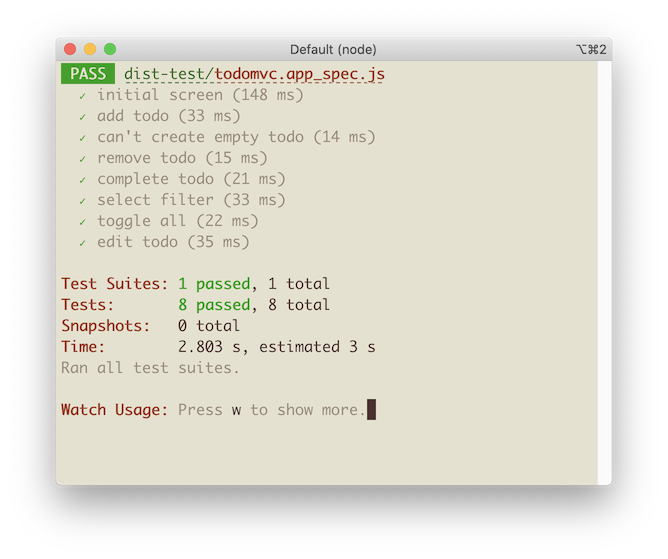 Default (node)
⌥⌘2
PASS dist-test/todomvc.app_spec.js
✓ initial screen (148 ms)
✓ add todo (33 ms)
✓ can't create empty todo (14 ms)
✓ remove todo (15 ms)
✓ complete todo (21 ms)
✓ select filter (33 ms)
✓ toggle all (22 ms)
✓ edit todo (35 ms)
Test Suites: 1 passed, 1 total
Tests: 8 passed, 8 total
Snapshots: 0 total
Time: 2.803 s, estimated 3 s
Ran all test suites.
Watch Usage: Press w to show more.